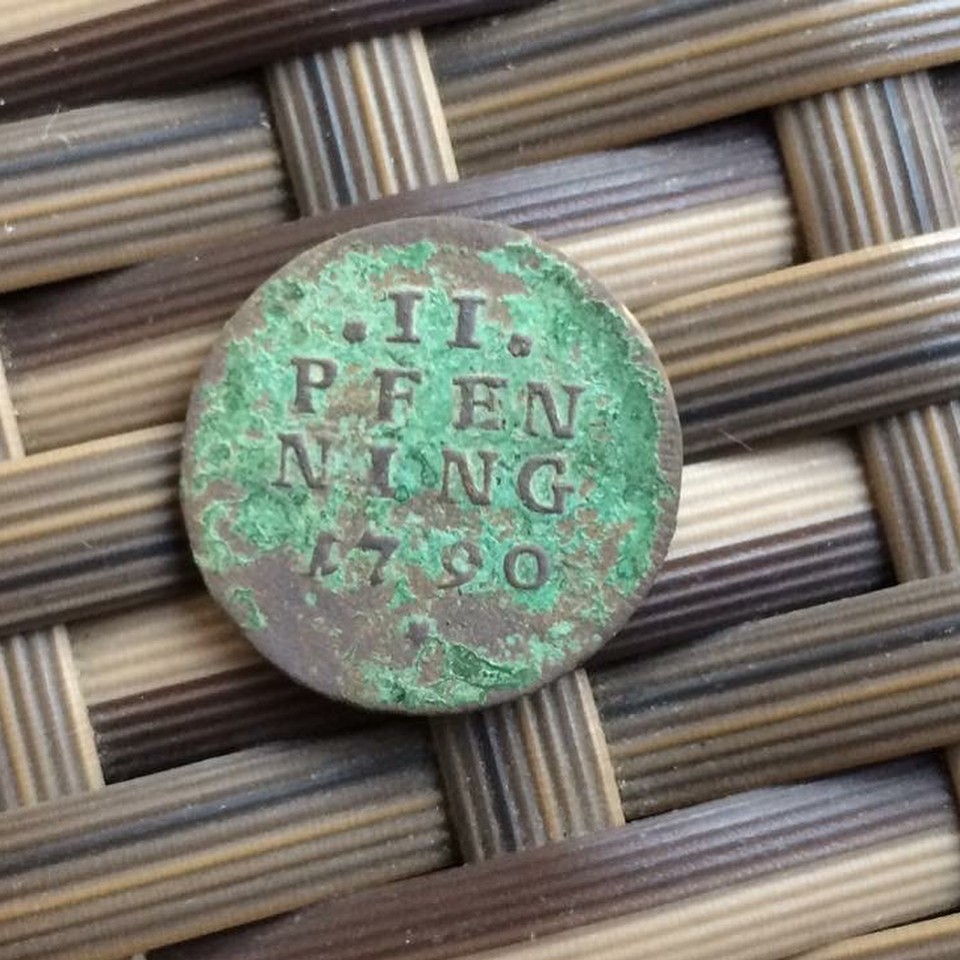 .II.
PFEN
NING
1790